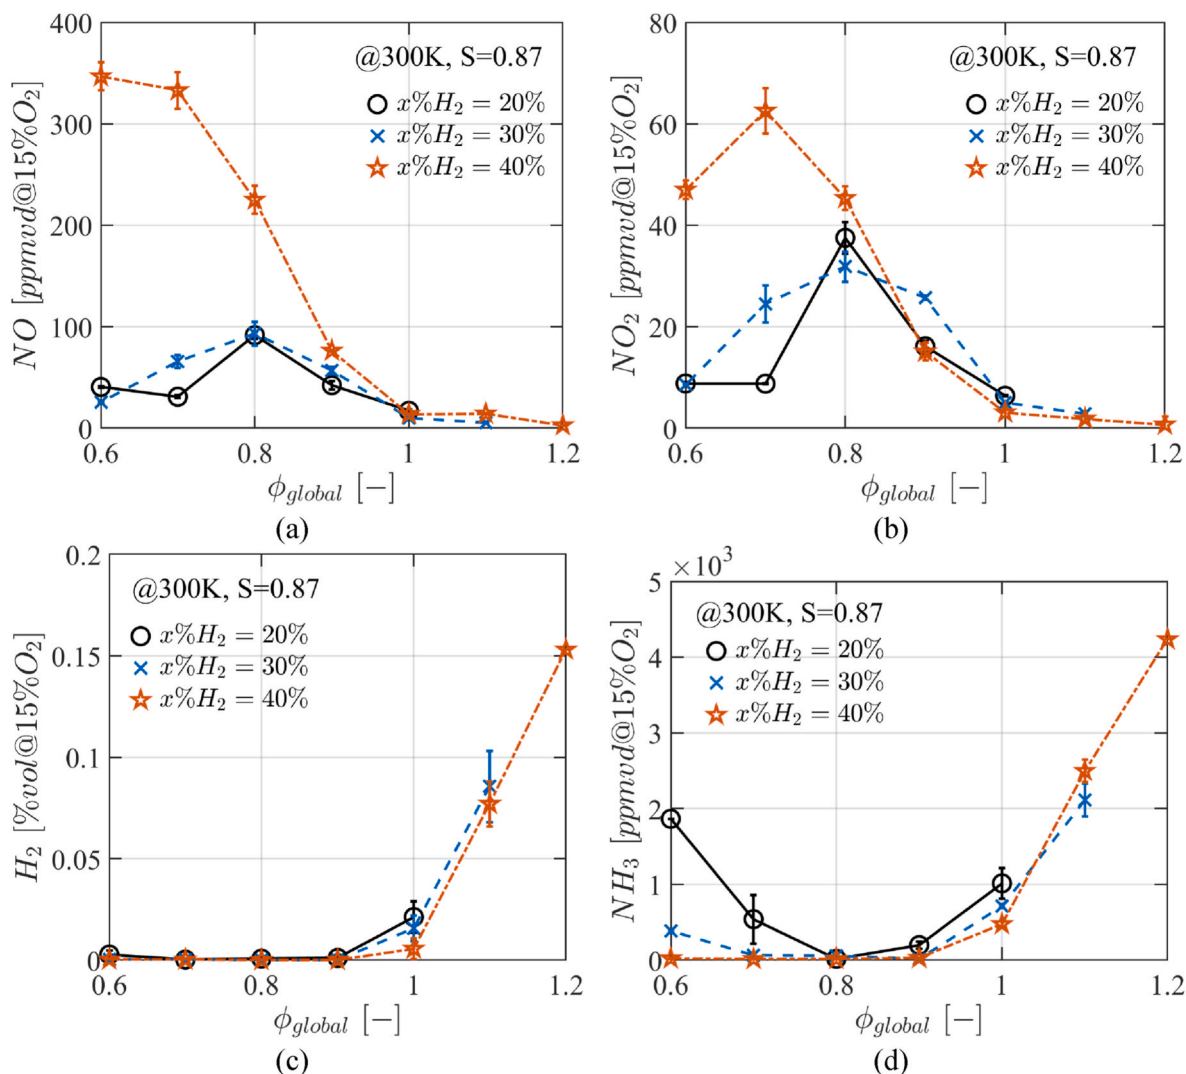 400
300
200
100
0
NO [ppmvd@15%O₂]
@300K, S=0.87
x%H₂ = 20%
x%H₂ = 30%
x%H₂ = 40%
0.6 0.8 1 1.2
ϕglobal [−]
(a)
80
60
40
20
0
NO₂ [ppmvd@15%O₂]
@300K, S=0.87
x%H₂ = 20%
x%H₂ = 30%
x%H₂ = 40%
0.6 0.8 1 1.2
ϕglobal [−]
(b)
0.2
0.15
0.1
0.05
0
H₂ [%vol@15%O₂]
@300K, S=0.87
x%H₂ = 20%
x%H₂ = 30%
x%H₂ = 40%
0.6 0.8 1 1.2
ϕglobal [−]
(c)
×10³
5
4
3
2
1
0
NH₃ [ppmvd@15%O₂]
@300K, S=0.87
x%H₂ = 20%
x%H₂ = 30%
x%H₂ = 40%
0.6 0.8 1 1.2
ϕglobal [−]
(d)